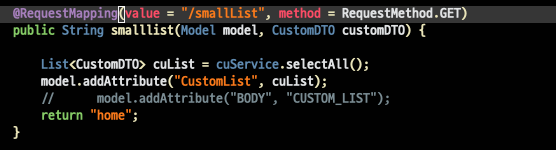 @RequestMapping(value = "/smallList", method = RequestMethod.GET)
public String smalllist(Model model, CustomDTO customDTO) {
List<CustomDTO> cuList = cuService.selectAll();
model.addAttribute("CustomList", cuList);
//      model.addAttribute("BODY", "CUSTOM_LIST");
return "home";
}